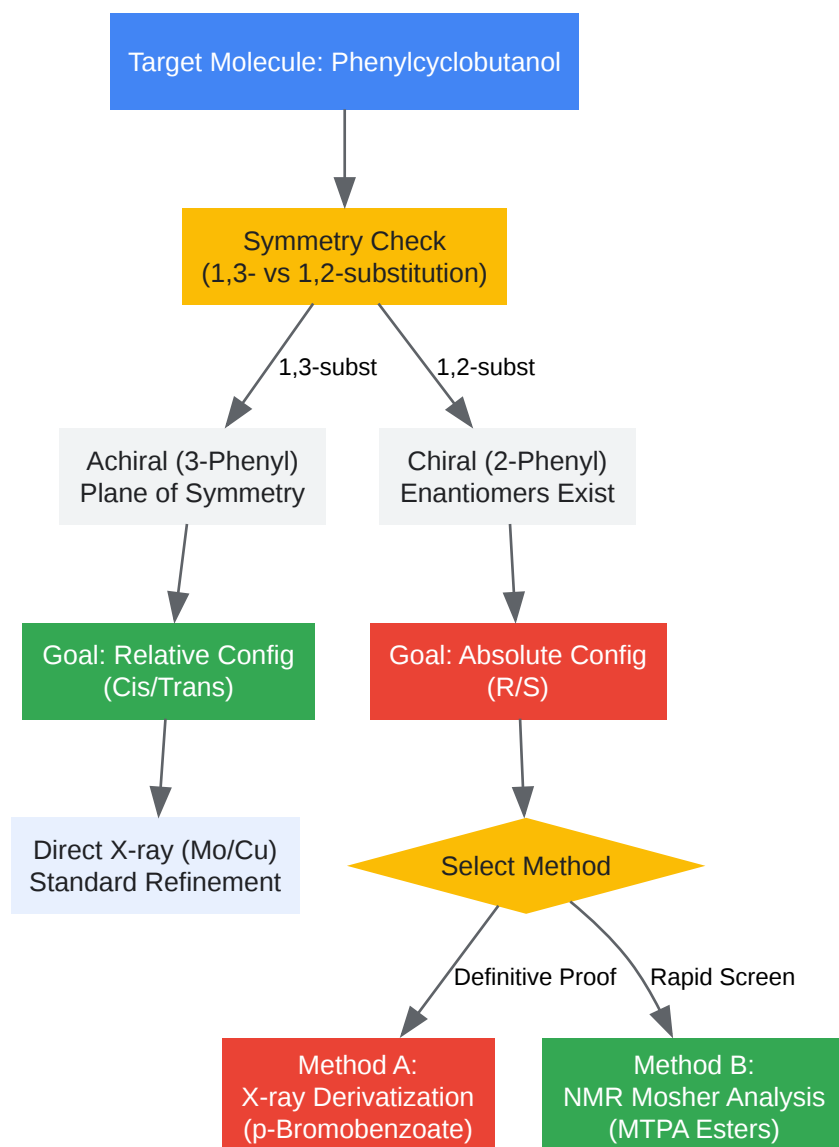 Target Molecule: Phenylcyclobutanol
Symmetry Check
(1,3- vs 1,2-substitution)
1,3-subst
1,2-subst
Achiral (3-Phenyl)
Plane of Symmetry
Chiral (2-Phenyl)
Enantiomers Exist
Goal: Relative Config
(Cis/Trans)
Goal: Absolute Config
(R/S)
Direct X-ray (Mo/Cu)
Standard Refinement
Select Method
Definitive Proof
Rapid Screen
Method A:
X-ray Derivatization
(p-Bromobenzoate)
Method B:
NMR Mosher Analysis
(MTPA Esters)